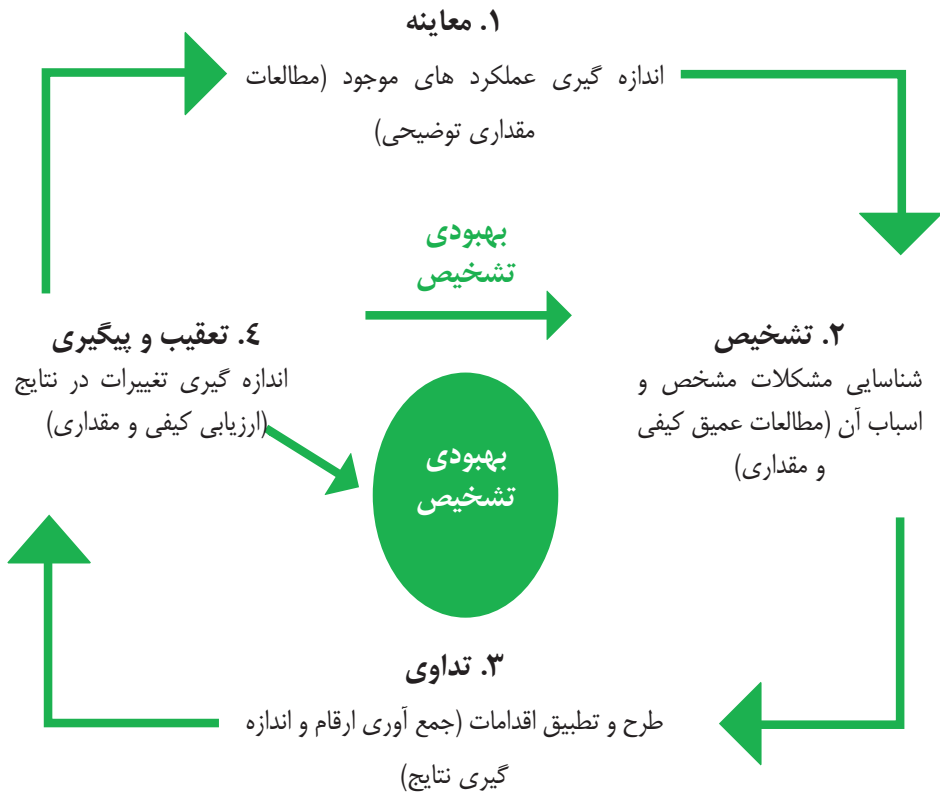 ۱. معاینه
اندازه گیری عملکرد های موجود (مطالعات
مقداری توضیحی)
بهبودی
تشخیص
۲. تشخیص
شناسایی مشکلات مشخص و
اسباب آن (مطالعات عمیق کیفی
و مقداری)
٤. تعقیب و پیگیری
اندازه گیری تغییرات در نتایج
(ارزیابی کیفی و مقداری)
بهبودی
تشخیص
۳. تداوی
طرح و تطبیق اقدامات (جمع آوری ارقام و اندازه
گیری نتایج)